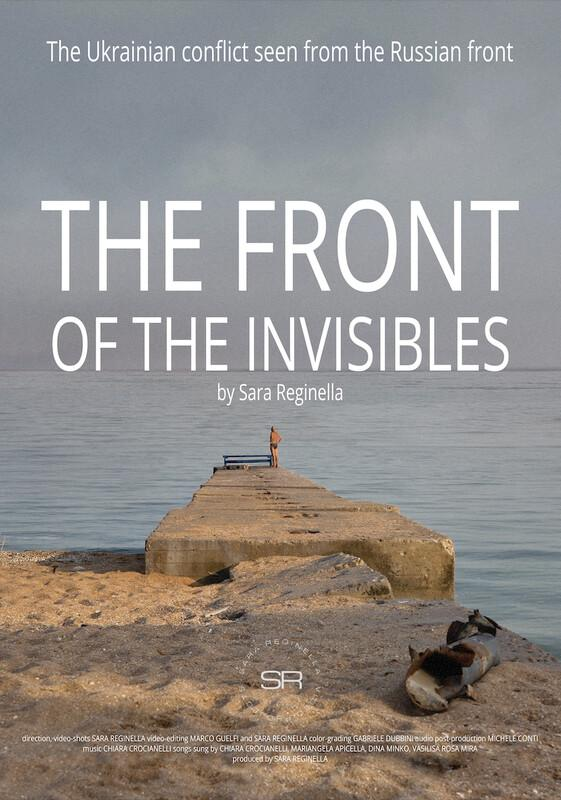 The Ukrainian conflict seen from the Russian front
THE FRONT
OF THE INVISIBLES
by Sara Reginella
SARA REGINELLA
SR
direction, video-shots SARA REGINELLA video-editing MARCO GUELFI and SARA REGINELLA color-grading GABRIELE DUBBINI audio post-production MICHELE CONTI
music CHIARA CROCIANELLI songs sung by CHIARA CROCIANELLI, MARIANGELA APICELLA, DINA MINKO, VASILISA ROSA MIRA
produced by SARA REGINELLA